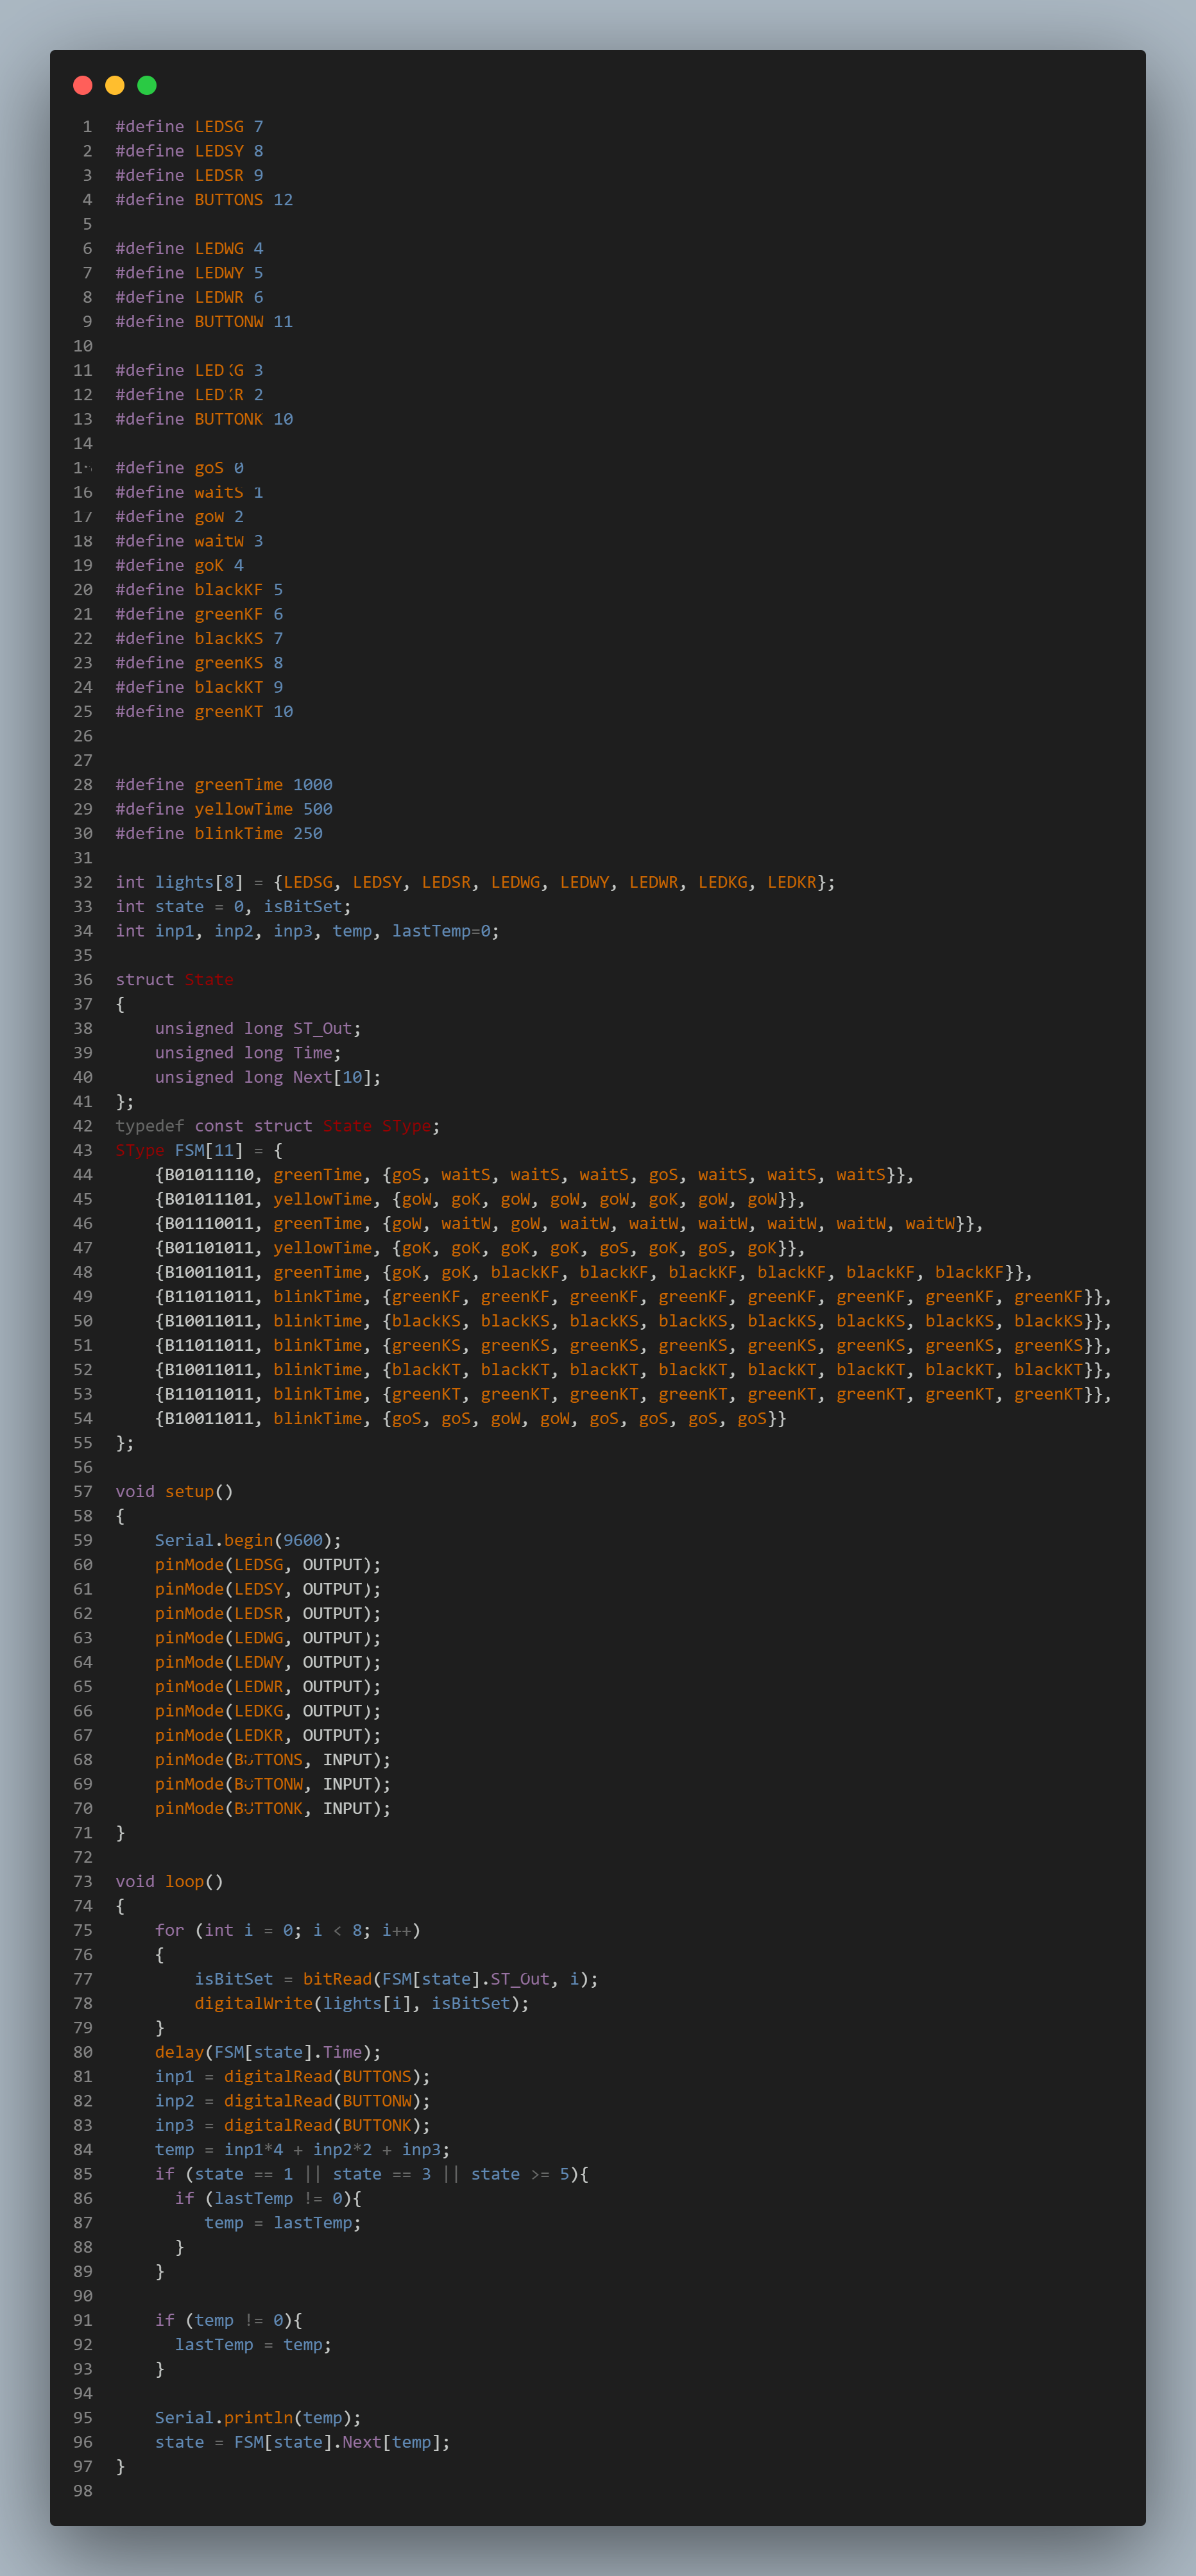 1 #define LEDSG 7
2 #define LEDSY 8
3 #define LEDSR 9
4 #define BUTTONS 12
5
6 #define LEDWG 4
7 #define LEDWY 5
8 #define LEDWR 6
9 #define BUTTONW 11
10
11 #define LEDKG 3
12 #define LEDKR 2
13 #define BUTTONK 10
14
15 #define goS 0
16 #define waitS 1
17 #define goW 2
18 #define waitW 3
19 #define goK 4
20 #define blackKF 5
21 #define greenKF 6
22 #define blackKS 7
23 #define greenKS 8
24 #define blackKT 9
25 #define greenKT 10
26
27
28 #define greenTime 1000
29 #define yellowTime 500
30 #define blinkTime 250
31
32 int lights[8] = {LEDSG, LEDSY, LEDSR, LEDWG, LEDWY, LEDWR, LEDKG, LEDKR};
33 int state = 0, isBitSet;
34 int inp1, inp2, inp3, temp, lastTemp=0;
35
36 struct State
37 {
38     unsigned long ST_Out;
39     unsigned long Time;
40     unsigned long Next[10];
41 };
42 typedef const struct State SType;
43 SType FSM[11] = {
44     {B01011110, greenTime, {goS, waitS, waitS, waitS, goS, waitS, waitS, waitS}},
45     {B01011101, yellowTime, {goW, goK, goW, goW, goW, goK, goW, goW}},
46     {B01110011, greenTime, {goW, waitW, goW, waitW, waitW, waitW, waitW, waitW, waitW}},
47     {B01101011, yellowTime, {goK, goK, goK, goK, goS, goK, goS, goK}},
48     {B10011011, greenTime, {goK, goK, blackKF, blackKF, blackKF, blackKF, blackKF, blackKF}},
49     {B11011011, blinkTime, {greenKF, greenKF, greenKF, greenKF, greenKF, greenKF, greenKF, greenKF}},
50     {B10011011, blinkTime, {blackKS, blackKS, blackKS, blackKS, blackKS, blackKS, blackKS, blackKS}},
51     {B11011011, blinkTime, {greenKS, greenKS, greenKS, greenKS, greenKS, greenKS, greenKS, greenKS}},
52     {B10011011, blinkTime, {blackKT, blackKT, blackKT, blackKT, blackKT, blackKT, blackKT, blackKT}},
53     {B11011011, blinkTime, {greenKT, greenKT, greenKT, greenKT, greenKT, greenKT, greenKT, greenKT}},
54     {B10011011, blinkTime, {goS, goS, goW, goW, goS, goS, goS, goS}}
55 };
56
57 void setup()
58 {
59     Serial.begin(9600);
60     pinMode(LEDSG, OUTPUT);
61     pinMode(LEDSY, OUTPUT);
62     pinMode(LEDSR, OUTPUT);
63     pinMode(LEDWG, OUTPUT);
64     pinMode(LEDWY, OUTPUT);
65     pinMode(LEDWR, OUTPUT);
66     pinMode(LEDKG, OUTPUT);
67     pinMode(LEDKR, OUTPUT);
68     pinMode(BUTTONS, INPUT);
69     pinMode(BUTTONW, INPUT);
70     pinMode(BUTTONK, INPUT);
71 }
72
73 void loop()
74 {
75     for (int i = 0; i < 8; i++)
76     {
77         isBitSet = bitRead(FSM[state].ST_Out, i);
78         digitalWrite(lights[i], isBitSet);
79     }
80     delay(FSM[state].Time);
81     inp1 = digitalRead(BUTTONS);
82     inp2 = digitalRead(BUTTONW);
83     inp3 = digitalRead(BUTTONK);
84     temp = inp1*4 + inp2*2 + inp3;
85     if (state == 1 || state == 3 || state >= 5){
86       if (lastTemp != 0){
87          temp = lastTemp;
88       }
89     }
90
91     if (temp != 0){
92       lastTemp = temp;
93     }
94
95     Serial.println(temp);
96     state = FSM[state].Next[temp];
97 }
98